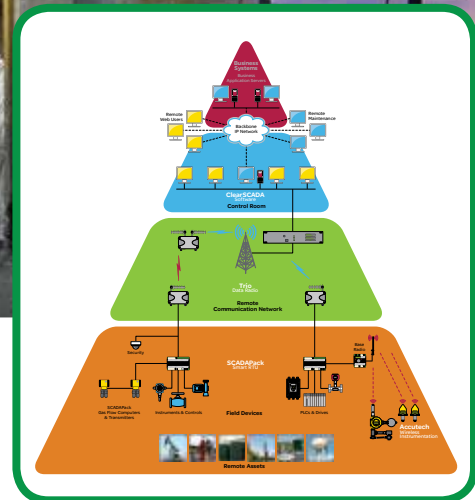 Business
Systems
Business
Application Servers
Remote
Web Users
Remote
Maintenance
Backbone
IP Network
ClearSCADA
Software
Control Room
Trio
Data Radio
Remote
Communication Network
Security
SCADAPack
Smart RTU
Base
Radio
SCADAPack
Gas Flow Computers
& Transmitters
Instruments & Controls
Field Devices
PLCs & Drives
Accutech
Wireless
Instrumentation
Remote Assets